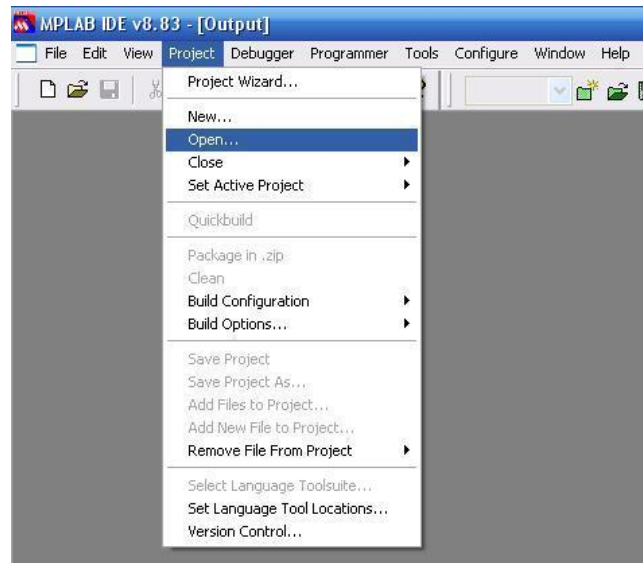 MPLAB IDE v8.83 - [Output]
File Edit View Project Debugger Programmer Tools Configure Window Help
Project Wizard...
New...
Open...
Close
Set Active Project
Quickbuild
Package in .zip
Clean
Build Configuration
Build Options...
Save Project
Save Project As...
Add Files to Project...
Add New File to Project...
Remove File From Project
Select Language Toolsuite...
Set Language Tool Locations...
Version Control...